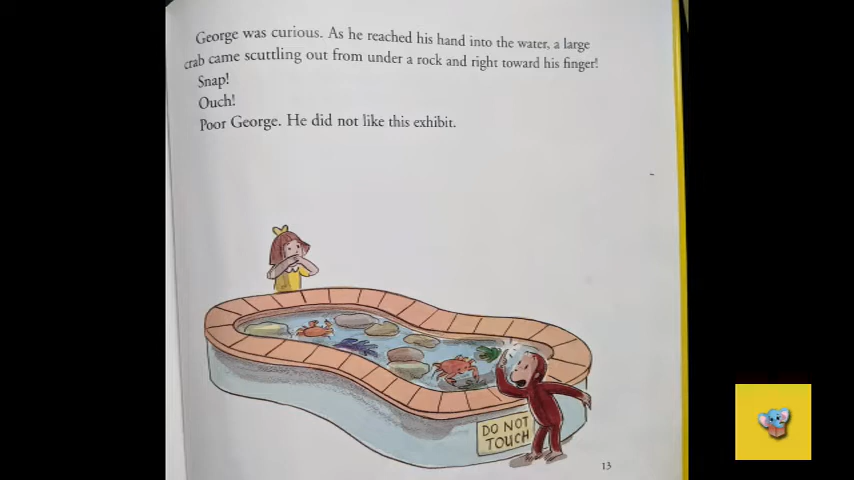 George was curious. As he reached his hand into the water, a large
crab came scuttling out from under a rock and right toward his finger!
Snap!
Ouch!
Poor George. He did not like this exhibit.
DO NOT
TOUCH
13